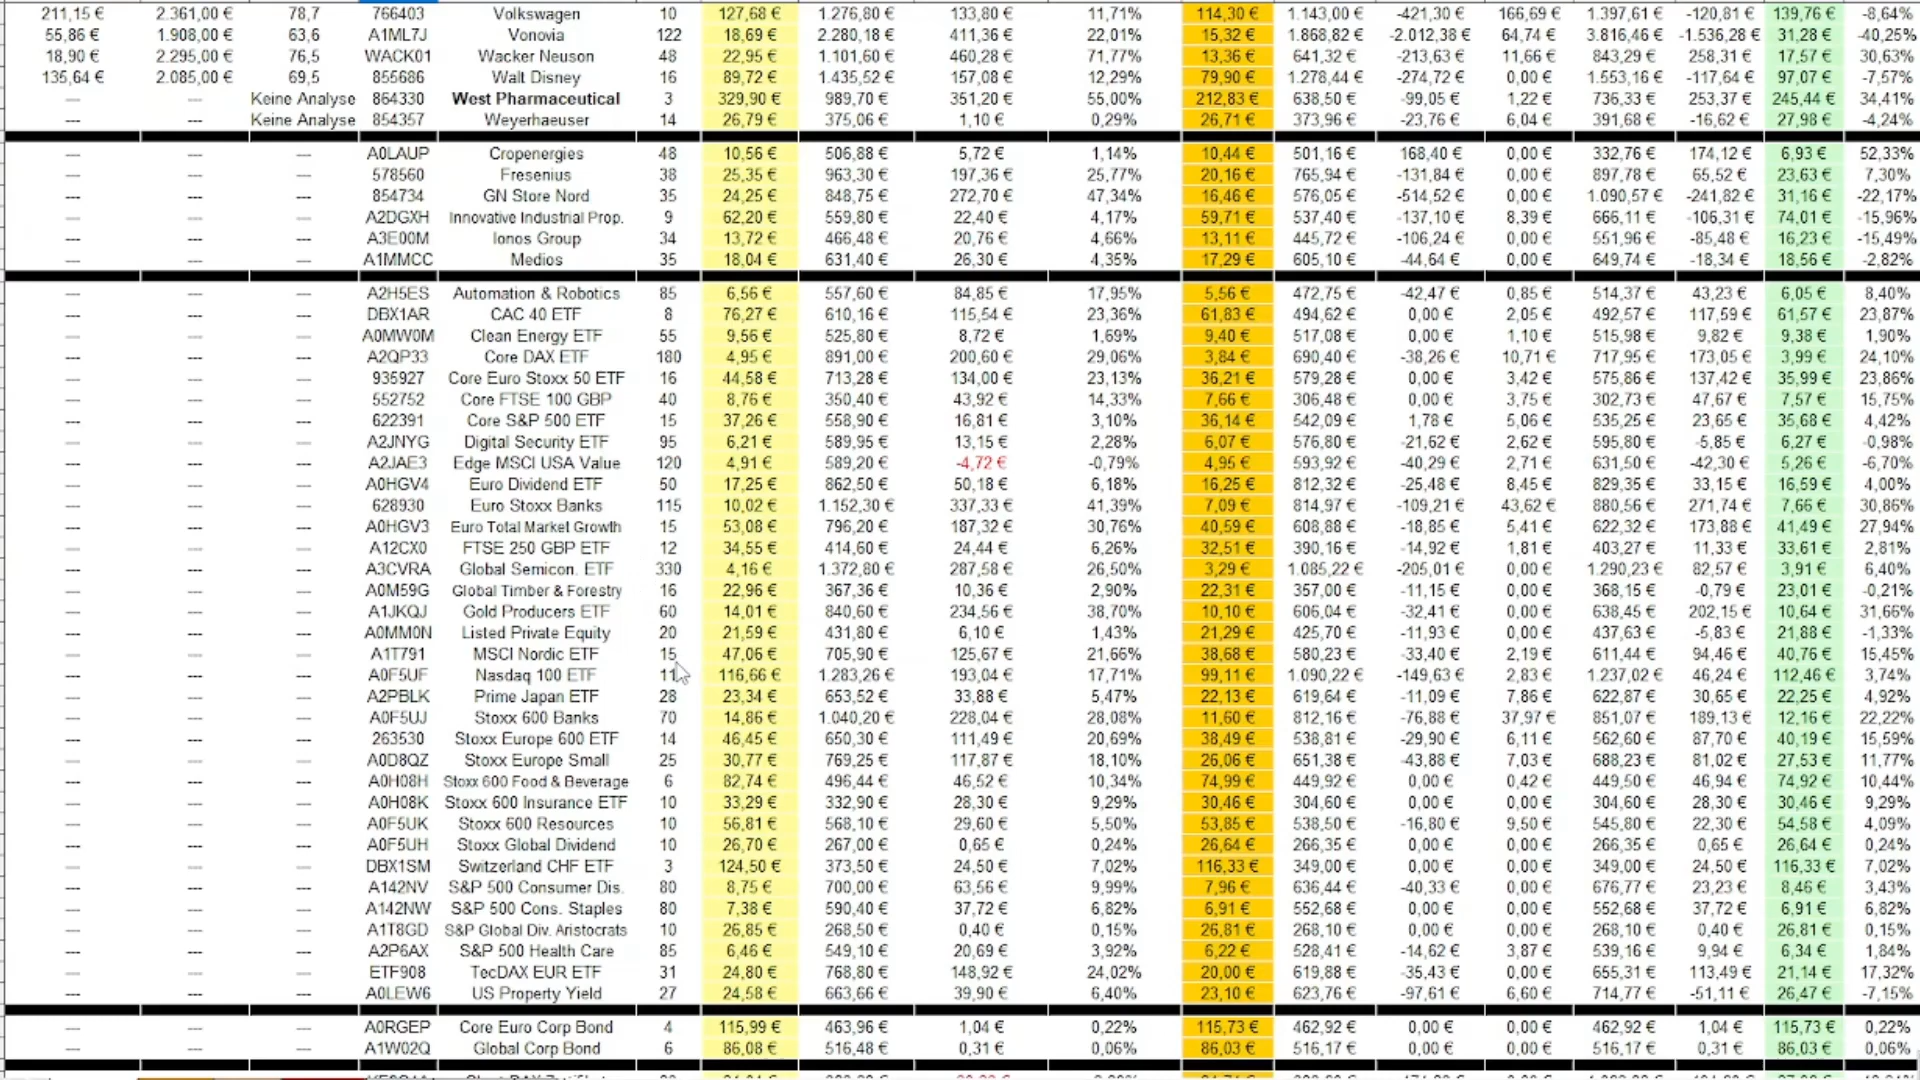 211,15 € 2.361,00 € 78,7 766403 Volkswagen 10 127,68 € 1.276,80 € 133,80 € 11,71% 114,30 € 1.143,00 € -421,30 € 166,69 € 1.397,61 € -120,81 € 139,76 € -8,64%
55,86 € 1.908,00 € 63,6 A1ML7J Vonovia 122 18,69 € 2.280,18 € 411,36 € 22,01% 15,32 € 1.868,82 € -2.012,38 € 64,74 € 3.816,46 € -1.536,28 € 31,28 € -40,25%
18,90 € 2.295,00 € 76,5 WACK01 Wacker Neuson 48 22,95 € 1.101,60 € 460,28 € 71,77% 13,36 € 641,32 € -213,63 € 11,66 € 843,29 € 258,31 € 17,57 € 30,63%
135,64 € 2.085,00 € 69,5 855686 Walt Disney 16 89,72 € 1.435,52 € 157,08 € 12,29% 79,90 € 1.278,44 € -274,72 € 0,00 € 1.553,16 € -117,64 € 97,07 € -7,57%
--- --- Keine Analyse 864330 West Pharmaceutical 3 329,90 € 989,70 € 351,20 € 55,00% 212,83 € 638,50 € -99,05 € 1,22 € 736,33 € 253,37 € 245,44 € 34,41%
--- --- Keine Analyse 854357 Weyerhaeuser 14 26,79 € 375,06 € 1,10 € 0,29% 26,71 € 373,96 € -23,76 € 6,04 € 391,68 € -16,62 € 27,98 € -4,24%
--- --- --- A0LAUP Cropenergies 48 10,56 € 506,88 € 5,72 € 1,14% 10,44 € 501,16 € 168,40 € 0,00 € 332,76 € 174,12 € 6,93 € 52,33%
--- --- --- 578560 Fresenius 38 25,35 € 963,30 € 197,36 € 25,77% 20,16 € 765,94 € -131,84 € 0,00 € 897,78 € 65,52 € 23,63 € 7,30%
--- --- --- 854734 GN Store Nord 35 24,25 € 848,75 € 272,70 € 47,34% 16,46 € 576,05 € -514,52 € 0,00 € 1.090,57 € -241,82 € 31,16 € -22,17%
--- --- --- A2DGXH Innovative Industrial Prop. 9 62,20 € 559,80 € 22,40 € 4,17% 59,71 € 537,40 € -137,10 € 8,39 € 666,11 € -106,31 € 74,01 € -15,96%
--- --- --- A3E00M Ionos Group 34 13,72 € 466,48 € 20,76 € 4,66% 13,11 € 445,72 € -106,24 € 0,00 € 551,96 € -85,48 € 16,23 € -15,49%
--- --- --- A1MMCC Medios 35 18,04 € 631,40 € 26,30 € 4,35% 17,29 € 605,10 € -44,64 € 0,00 € 649,74 € -18,34 € 18,56 € -2,82%
--- --- --- A2H5ES Automation & Robotics 85 6,56 € 557,60 € 84,85 € 17,95% 5,56 € 472,75 € -42,47 € 0,85 € 514,37 € 43,23 € 6,05 € 8,40%
--- --- --- DBX1AR CAC 40 ETF 8 76,27 € 610,16 € 115,54 € 23,36% 61,83 € 494,62 € 0,00 € 2,05 € 492,57 € 117,59 € 61,57 € 23,87%
--- --- --- A0MW0M Clean Energy ETF 55 9,56 € 525,80 € 8,72 € 1,69% 9,40 € 517,08 € 0,00 € 1,10 € 515,98 € 9,82 € 9,38 € 1,90%
--- --- --- A2QP33 Core DAX ETF 180 4,95 € 891,00 € 200,60 € 29,06% 3,84 € 690,40 € -38,26 € 10,71 € 717,95 € 173,05 € 3,99 € 24,10%
--- --- --- 935927 Core Euro Stoxx 50 ETF 16 44,58 € 713,28 € 134,00 € 23,13% 36,21 € 579,28 € 0,00 € 3,42 € 575,86 € 137,42 € 35,99 € 23,86%
--- --- --- 552752 Core FTSE 100 GBP 40 8,76 € 350,40 € 43,92 € 14,33% 7,66 € 306,48 € 0,00 € 3,75 € 302,73 € 47,67 € 7,57 € 15,75%
--- --- --- 622391 Core S&P 500 ETF 15 37,26 € 558,90 € 16,81 € 3,10% 36,14 € 542,09 € 1,78 € 5,06 € 535,25 € 23,65 € 35,68 € 4,42%
--- --- --- A2JNYG Digital Security ETF 95 6,21 € 589,95 € 13,15 € 2,28% 6,07 € 576,80 € -21,62 € 2,62 € 595,80 € -5,85 € 6,27 € -0,98%
--- --- --- A2JAE3 Edge MSCI USA Value 120 4,91 € 589,20 € -4,72 € -0,79% 4,95 € 593,92 € -40,29 € 2,71 € 631,50 € -42,30 € 5,26 € -6,70%
--- --- --- A0HGV4 Euro Dividend ETF 50 17,25 € 862,50 € 50,18 € 6,18% 16,25 € 812,32 € -25,48 € 8,45 € 829,35 € 33,15 € 16,59 € 4,00%
--- --- --- 628930 Euro Stoxx Banks 115 10,02 € 1.152,30 € 337,33 € 41,39% 7,09 € 814,97 € -109,21 € 43,62 € 880,56 € 271,74 € 7,66 € 30,86%
--- --- --- A0HGV3 Euro Total Market Growth 15 53,08 € 796,20 € 187,32 € 30,76% 40,59 € 608,88 € -18,85 € 5,41 € 622,32 € 173,88 € 41,49 € 27,94%
--- --- --- A12CX0 FTSE 250 GBP ETF 12 34,55 € 414,60 € 24,44 € 6,26% 32,51 € 390,16 € -14,92 € 1,81 € 403,27 € 11,33 € 33,61 € 2,81%
--- --- --- A3CVRA Global Semicon. ETF 330 4,16 € 1.372,80 € 287,58 € 26,50% 3,29 € 1.085,22 € -205,01 € 0,00 € 1.290,23 € 82,57 € 3,91 € 6,40%
--- --- --- A0M59G Global Timber & Forestry 16 22,96 € 367,36 € 10,36 € 2,90% 22,31 € 357,00 € -11,15 € 0,00 € 368,15 € -0,79 € 23,01 € -0,21%
--- --- --- A1JKQJ Gold Producers ETF 60 14,01 € 840,60 € 234,56 € 38,70% 10,10 € 606,04 € -32,41 € 0,00 € 638,45 € 202,15 € 10,64 € 31,66%
--- --- --- A0MM0N Listed Private Equity 20 21,59 € 431,80 € 6,10 € 1,43% 21,29 € 425,70 € -11,93 € 0,00 € 437,63 € -5,83 € 21,88 € -1,33%
--- --- --- A1T791 MSCI Nordic ETF 15 47,06 € 705,90 € 125,67 € 21,66% 38,68 € 580,23 € -33,40 € 2,19 € 611,44 € 94,46 € 40,76 € 15,45%
--- --- --- A0F5UF Nasdaq 100 ETF 11 116,66 € 1.283,26 € 193,04 € 17,71% 99,11 € 1.090,22 € -149,63 € 2,83 € 1.237,02 € 46,24 € 112,46 € 3,74%
--- --- --- A2PBLK Prime Japan ETF 28 23,34 € 653,52 € 33,88 € 5,47% 22,13 € 619,64 € -11,09 € 7,86 € 622,87 € 30,65 € 22,25 € 4,92%
--- --- --- A0F5UJ Stoxx 600 Banks 70 14,86 € 1.040,20 € 228,04 € 28,08% 11,60 € 812,16 € -76,88 € 37,97 € 851,07 € 189,13 € 12,16 € 22,22%
--- --- --- 263530 Stoxx Europe 600 ETF 14 46,45 € 650,30 € 111,49 € 20,69% 38,49 € 538,81 € -29,90 € 6,11 € 562,60 € 87,70 € 40,19 € 15,59%
--- --- --- A0D8QZ Stoxx Europe Small 25 30,77 € 769,25 € 117,87 € 18,10% 26,06 € 651,38 € -43,88 € 7,03 € 688,23 € 81,02 € 27,53 € 11,77%
--- --- --- A0H08H Stoxx 600 Food & Beverage 6 82,74 € 496,44 € 46,52 € 10,34% 74,99 € 449,92 € 0,00 € 0,42 € 449,50 € 46,94 € 74,92 € 10,44%
--- --- --- A0H08K Stoxx 600 Insurance ETF 10 33,29 € 332,90 € 28,30 € 9,29% 30,46 € 304,60 € 0,00 € 0,00 € 304,60 € 28,30 € 30,46 € 9,29%
--- --- --- A0F5UK Stoxx 600 Resources 10 56,81 € 568,10 € 29,60 € 5,50% 53,85 € 538,50 € -16,80 € 9,50 € 545,80 € 22,30 € 54,58 € 4,09%
--- --- --- A0F5UH Stoxx Global Dividend 10 26,70 € 267,00 € 0,65 € 0,24% 26,64 € 266,35 € 0,00 € 0,00 € 266,35 € 0,65 € 26,64 € 0,24%
--- --- --- DBX1SM Switzerland CHF ETF 3 124,50 € 373,50 € 24,50 € 7,02% 116,33 € 349,00 € 0,00 € 0,00 € 349,00 € 24,50 € 116,33 € 7,02%
--- --- --- A142NV S&P 500 Consumer Dis. 80 8,75 € 700,00 € 63,56 € 9,99% 7,96 € 636,44 € -40,33 € 0,00 € 676,77 € 23,23 € 8,46 € 3,43%
--- --- --- A142NW S&P 500 Cons. Staples 80 7,38 € 590,40 € 37,72 € 6,82% 6,91 € 552,68 € 0,00 € 0,00 € 552,68 € 37,72 € 6,91 € 6,82%
--- --- --- A1T8GD S&P Global Div. Aristocrats 10 26,85 € 268,50 € 0,40 € 0,15% 26,81 € 268,10 € 0,00 € 0,00 € 268,10 € 0,40 € 26,81 € 0,15%
--- --- --- A2P6AX S&P 500 Health Care 85 6,46 € 549,10 € 20,69 € 3,92% 6,22 € 528,41 € -14,62 € 3,87 € 539,16 € 9,94 € 6,34 € 1,84%
--- --- --- ETF908 TecDAX EUR ETF 31 24,80 € 768,80 € 148,92 € 24,02% 20,00 € 619,88 € -35,43 € 0,00 € 655,31 € 113,49 € 21,14 € 17,32%
--- --- --- A0LEW6 US Property Yield 27 24,58 € 663,66 € 39,90 € 6,40% 23,10 € 623,76 € -97,61 € 6,60 € 714,77 € -51,11 € 26,47 € -7,15%
--- --- --- A0RGEP Core Euro Corp Bond 4 115,99 € 463,96 € 1,04 € 0,22% 115,73 € 462,92 € 0,00 € 0,00 € 462,92 € 1,04 € 115,73 € 0,22%
--- --- --- A1W02Q Global Corp Bond 6 86,08 € 516,48 € 0,31 € 0,06% 86,03 € 516,17 € 0,00 € 0,00 € 516,17 € 0,31 € 86,03 € 0,06%